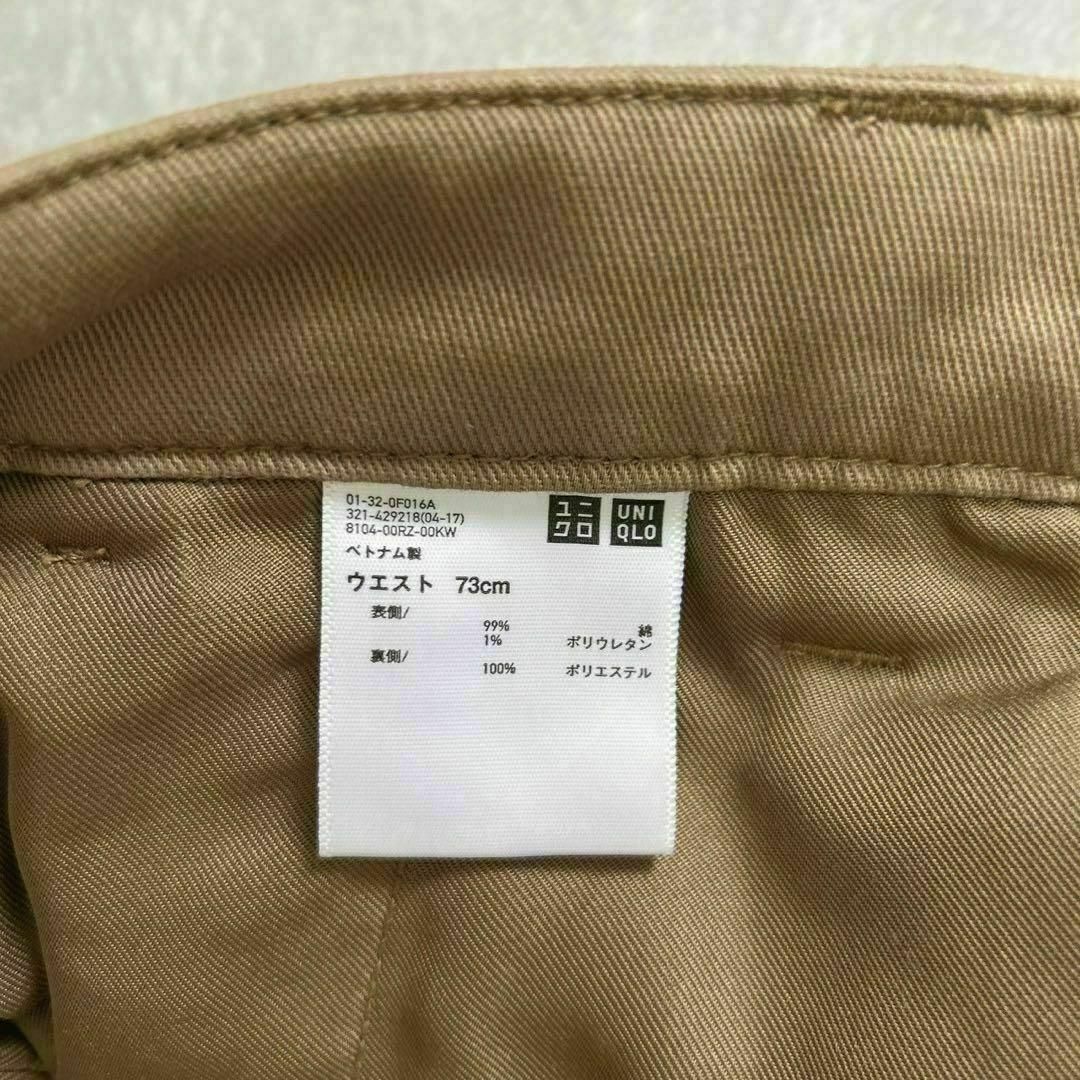 01-32-0F016A
321-429218(04-17)
8104-00RZ-00KW
ユニ
クロ
UNI
QLO
ベトナム製
ウエスト 73cm
表側/
99% 綿
1% ポリウレタン
裏側/
100% ポリエステル